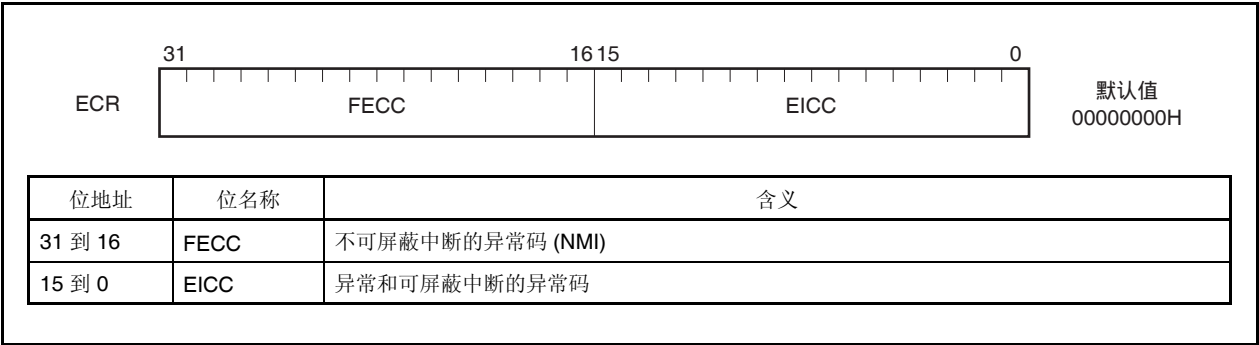 31 16 15 0
ECR FECC EICC 默认值
00000000H
位地址 位名称 含义
31 到 16 FECC 不可屏蔽中断的异常码 (NMI)
15 到 0 EICC 异常和可屏蔽中断的异常码